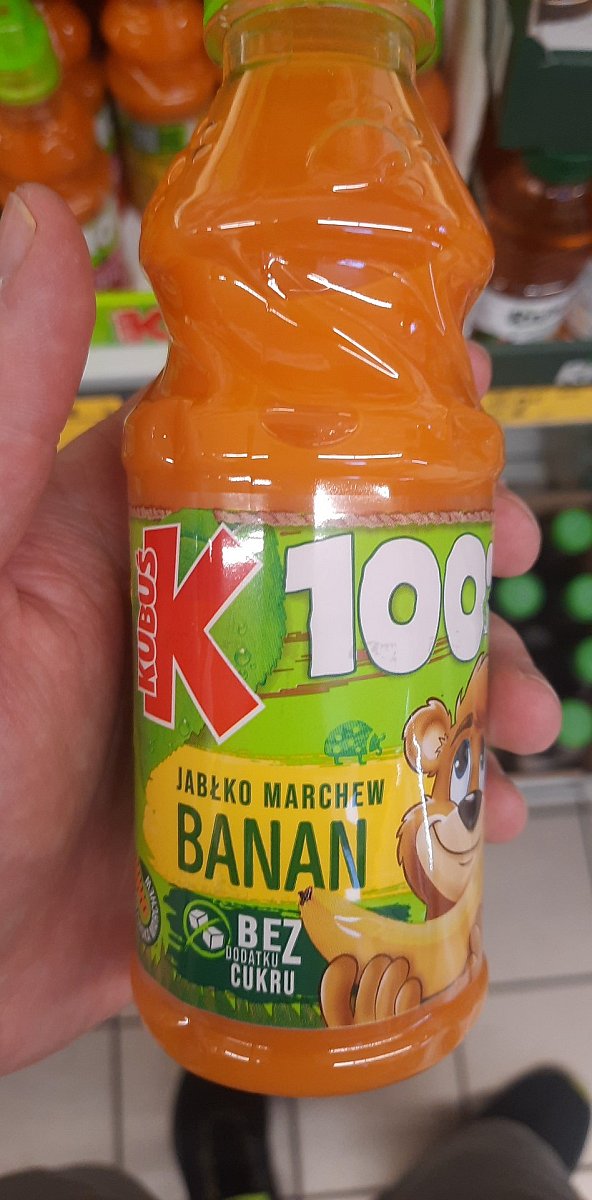 KUBUŚ
K
100%
JABŁKO MARCHEW
BANAN
BEZ
DODATKU
CUKRU